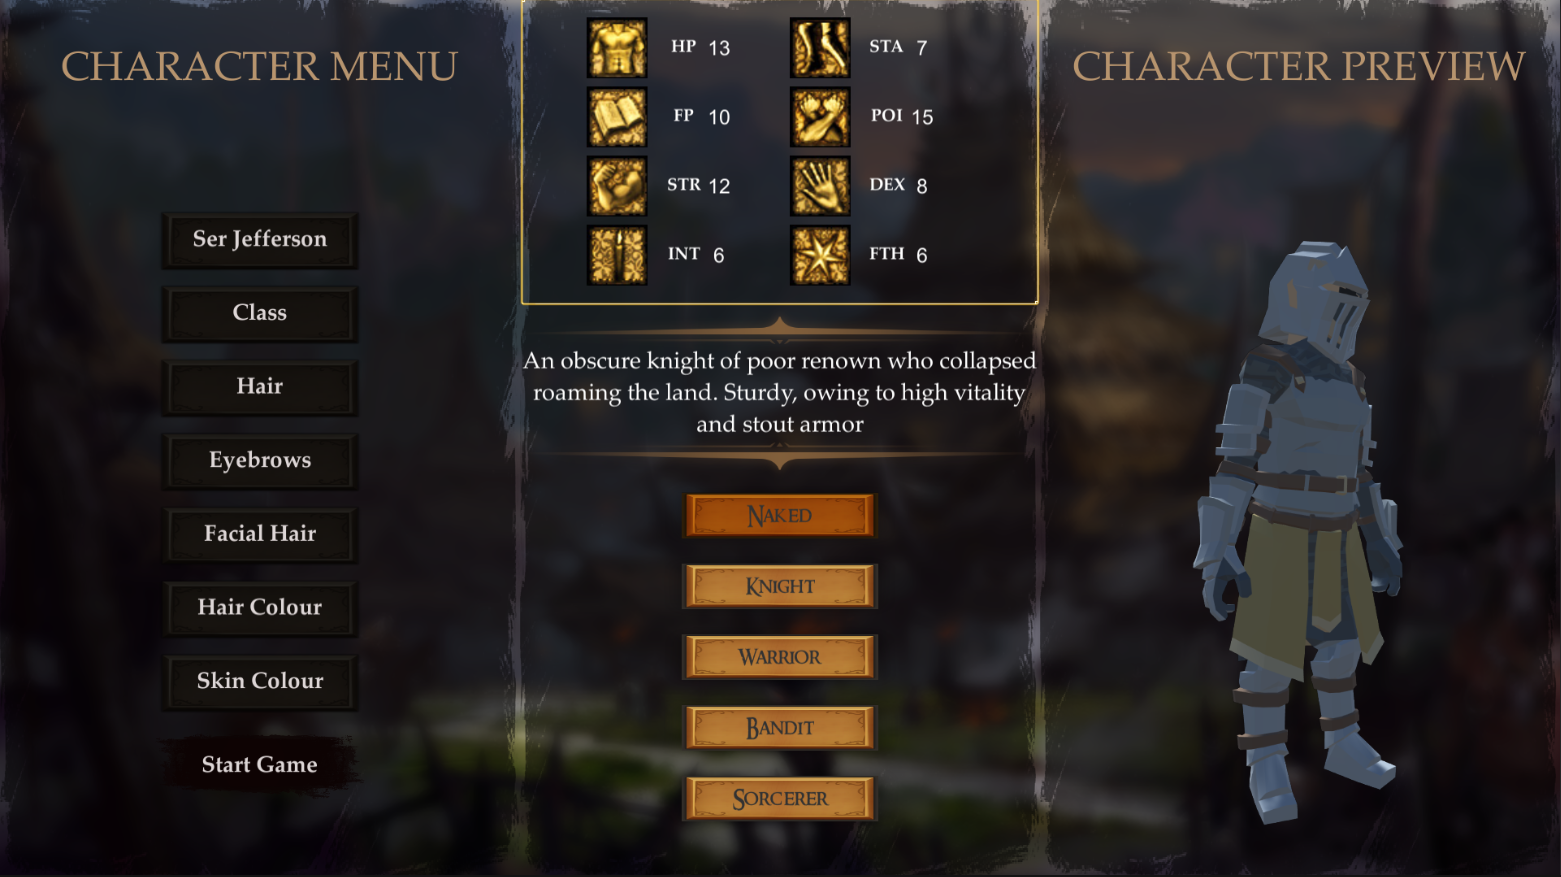 CHARACTER MENU
Ser Jefferson
Class
Hair
Eyebrows
Facial Hair
Hair Colour
Skin Colour
Start Game
HP 13 STA 7
FP 10 POI 15
STR 12 DEX 8
INT 6 FTH 6
An obscure knight of poor renown who collapsed
roaming the land. Sturdy, owing to high vitality
and stout armor
NAKED
KNIGHT
WARRIOR
BANDIT
SORCERER
CHARACTER PREVIEW